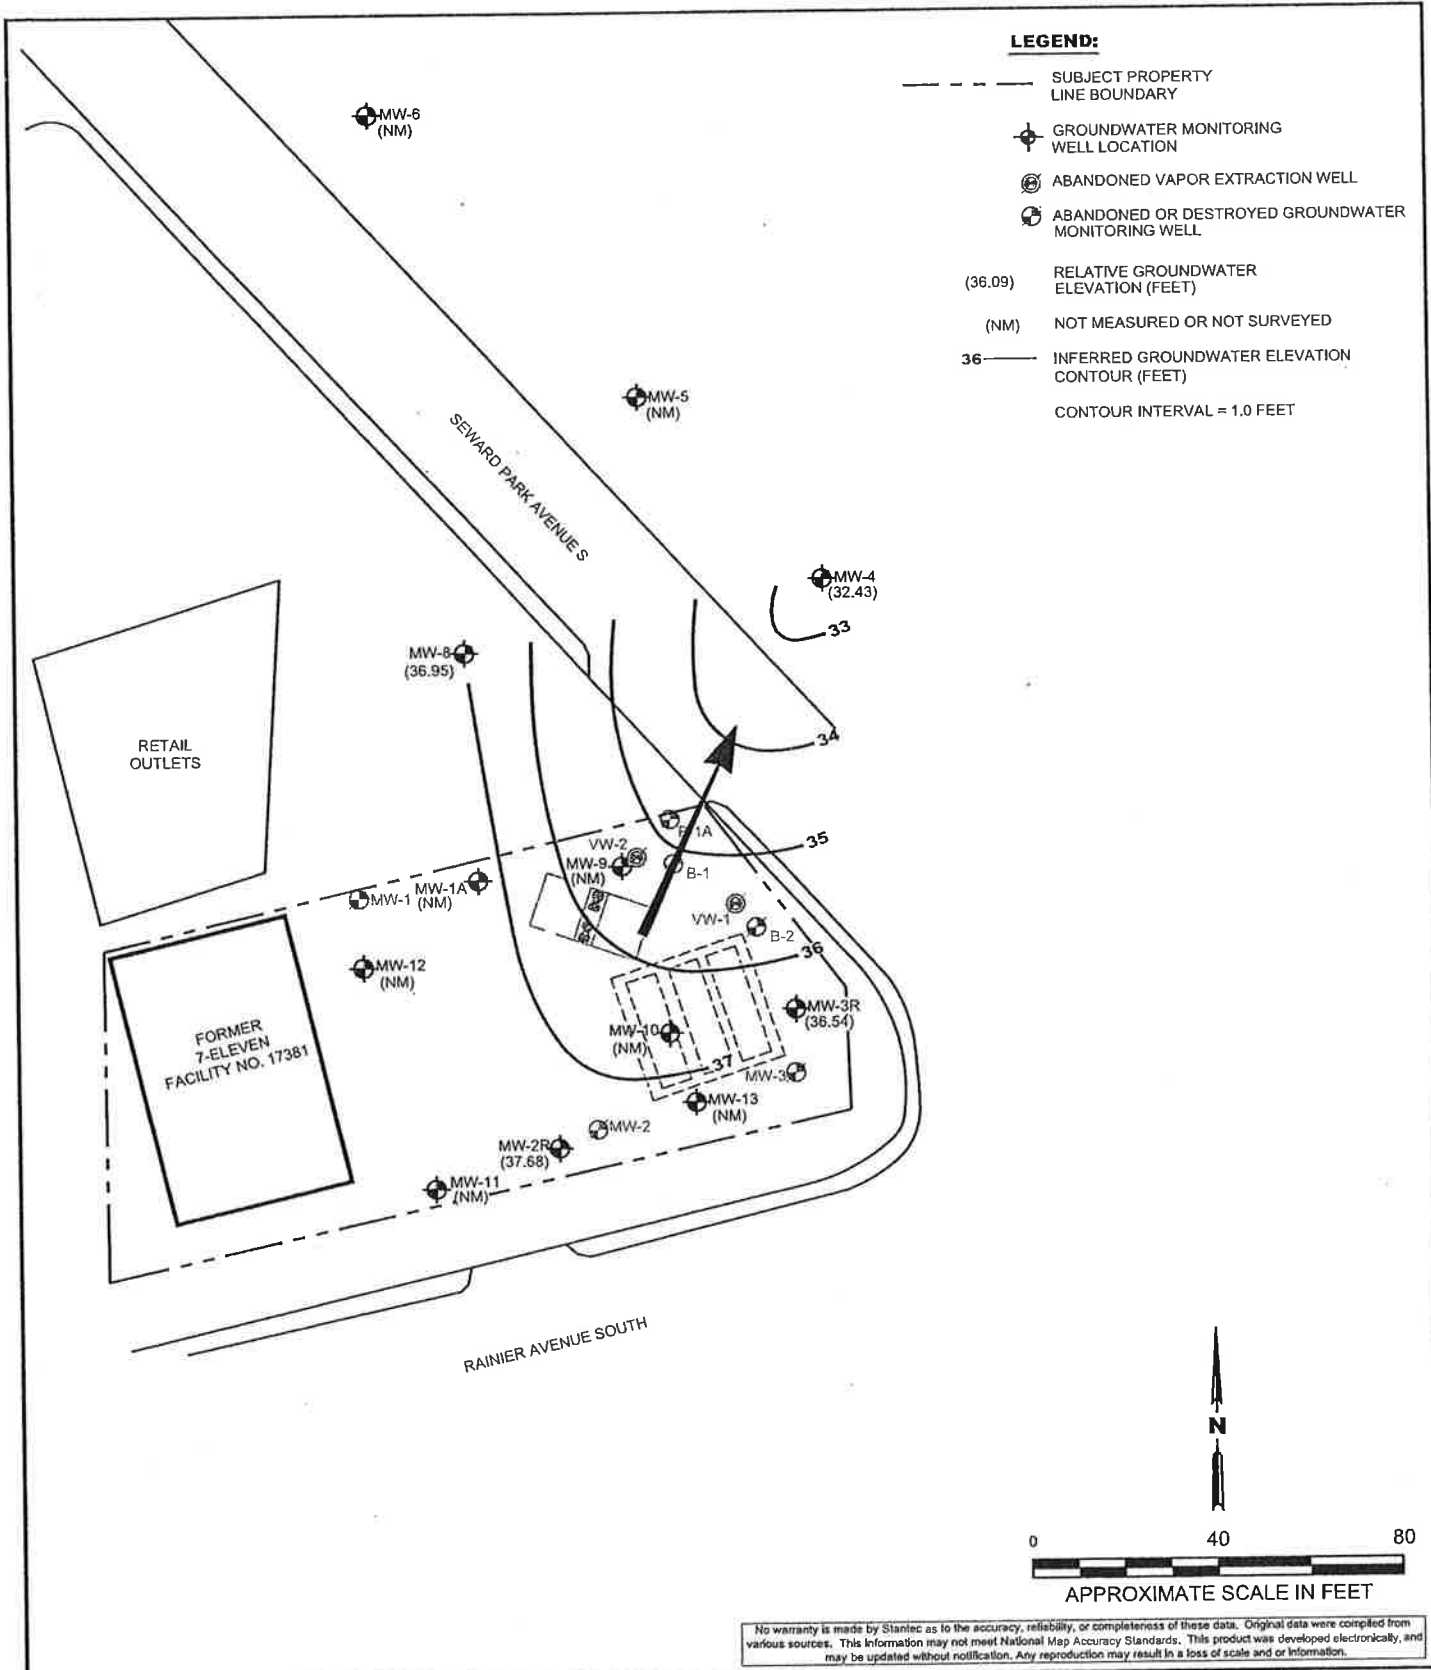 LEGEND:
SUBJECT PROPERTY
LINE BOUNDARY
GROUNDWATER MONITORING
WELL LOCATION
ABANDONED VAPOR EXTRACTION WELL
ABANDONED OR DESTROYED GROUNDWATER
MONITORING WELL
(36.09) RELATIVE GROUNDWATER
ELEVATION (FEET)
(NM) NOT MEASURED OR NOT SURVEYED
36 INFERRED GROUNDWATER ELEVATION
CONTOUR (FEET)
CONTOUR INTERVAL = 1.0 FEET
MW-6
(NM)
MW-5
(NM)
SEWARD PARK AVENUE S
MW-4
(32.43)
33
MW-8
(36.95)
34
RETAIL
OUTLETS
35
B-1A
VW-2
MW-9
(NM)
B-1
MW-1A
(NM)
MW-1
VW-1
B-2
36
MW-12
(NM)
MW-3R
(36.54)
MW-10
(NM)
37
MW-3
FORMER
7-ELEVEN
FACILITY NO. 17381
MW-13
(NM)
MW-2
MW-2R
(37.68)
MW-11
(NM)
RAINIER AVENUE SOUTH
N
0 40 80
APPROXIMATE SCALE IN FEET
No warranty is made by Stantec as to the accuracy, reliability, or completeness of these data. Original data were compiled from
various sources. This information may not meet National Map Accuracy Standards. This product was developed electronically, and
may be updated without notification. Any reproduction may result in a loss of scale and or information.